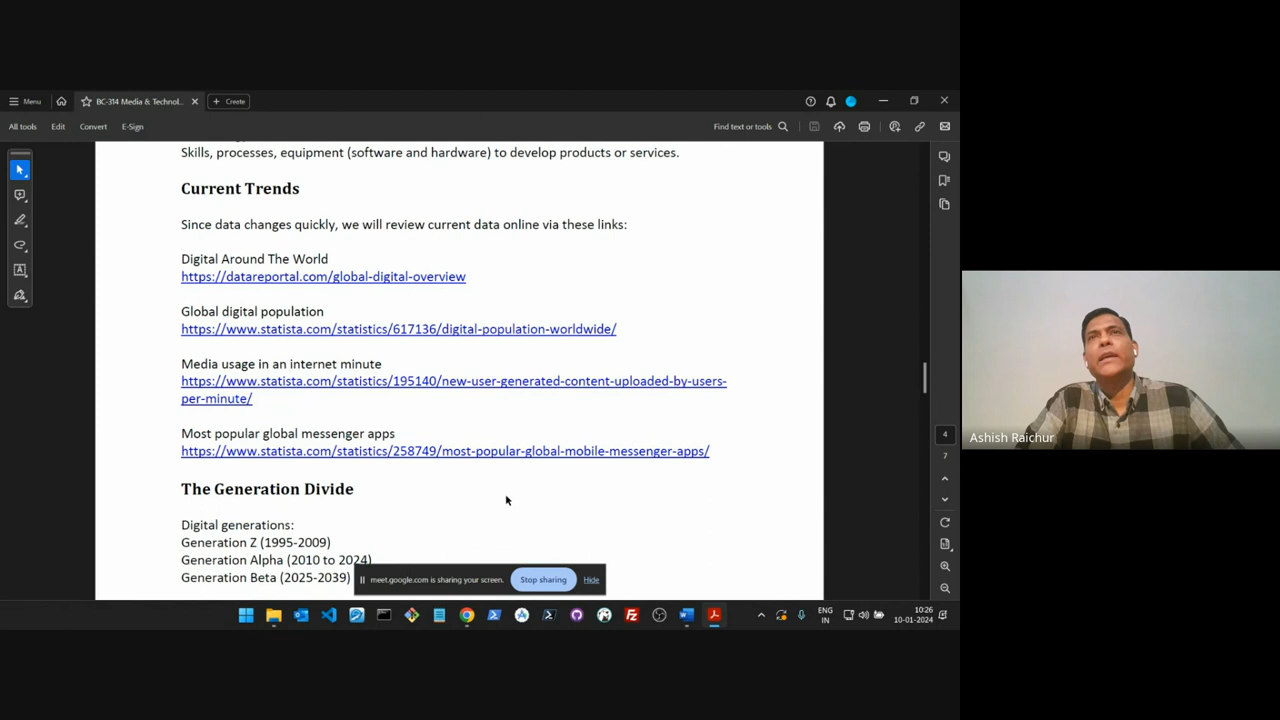 Menu
BC-314 Media & Technol...
Create
All tools
Edit
Convert
E-Sign
Find text or tools
Skills, processes, equipment (software and hardware) to develop products or services.
Current Trends
Since data changes quickly, we will review current data online via these links:
Digital Around The World
https://datareportal.com/global-digital-overview
Global digital population
https://www.statista.com/statistics/617136/digital-population-worldwide/
Media usage in an internet minute
https://www.statista.com/statistics/195140/new-user-generated-content-uploaded-by-users-
per-minute/
Most popular global messenger apps
https://www.statista.com/statistics/258749/most-popular-global-mobile-messenger-apps/
The Generation Divide
Digital generations:
Generation Z (1995-2009)
Generation Alpha (2010 to 2024)
Generation Beta (2025-2039)
meet.google.com is sharing your screen.
Stop sharing
Hide
4
7
Ashish Raichur
ENG
IN
10:26
10-01-2024